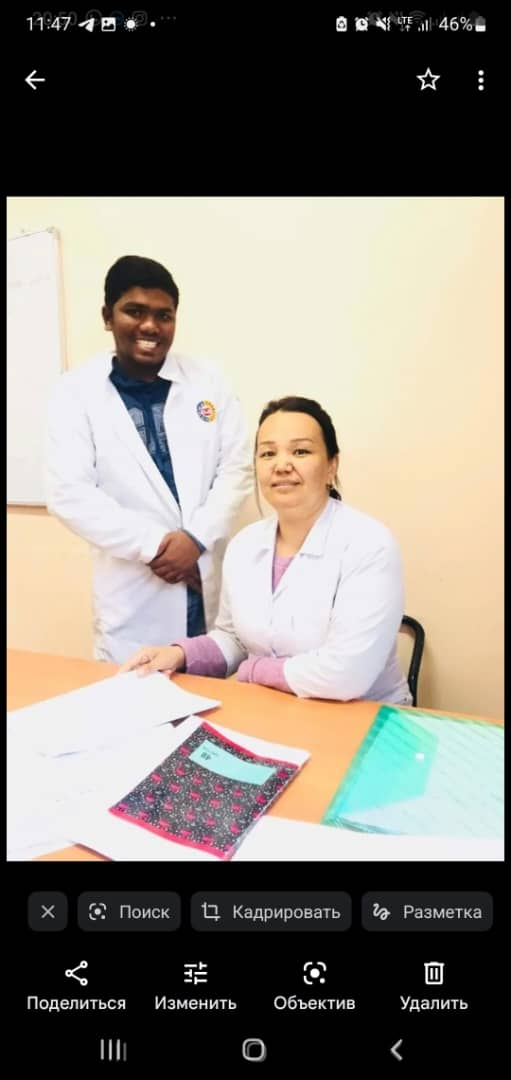 11:47
LTE
46%
Поиск
Кадрировать
Разметка
Поделиться
Изменить
Объектив
Удалить